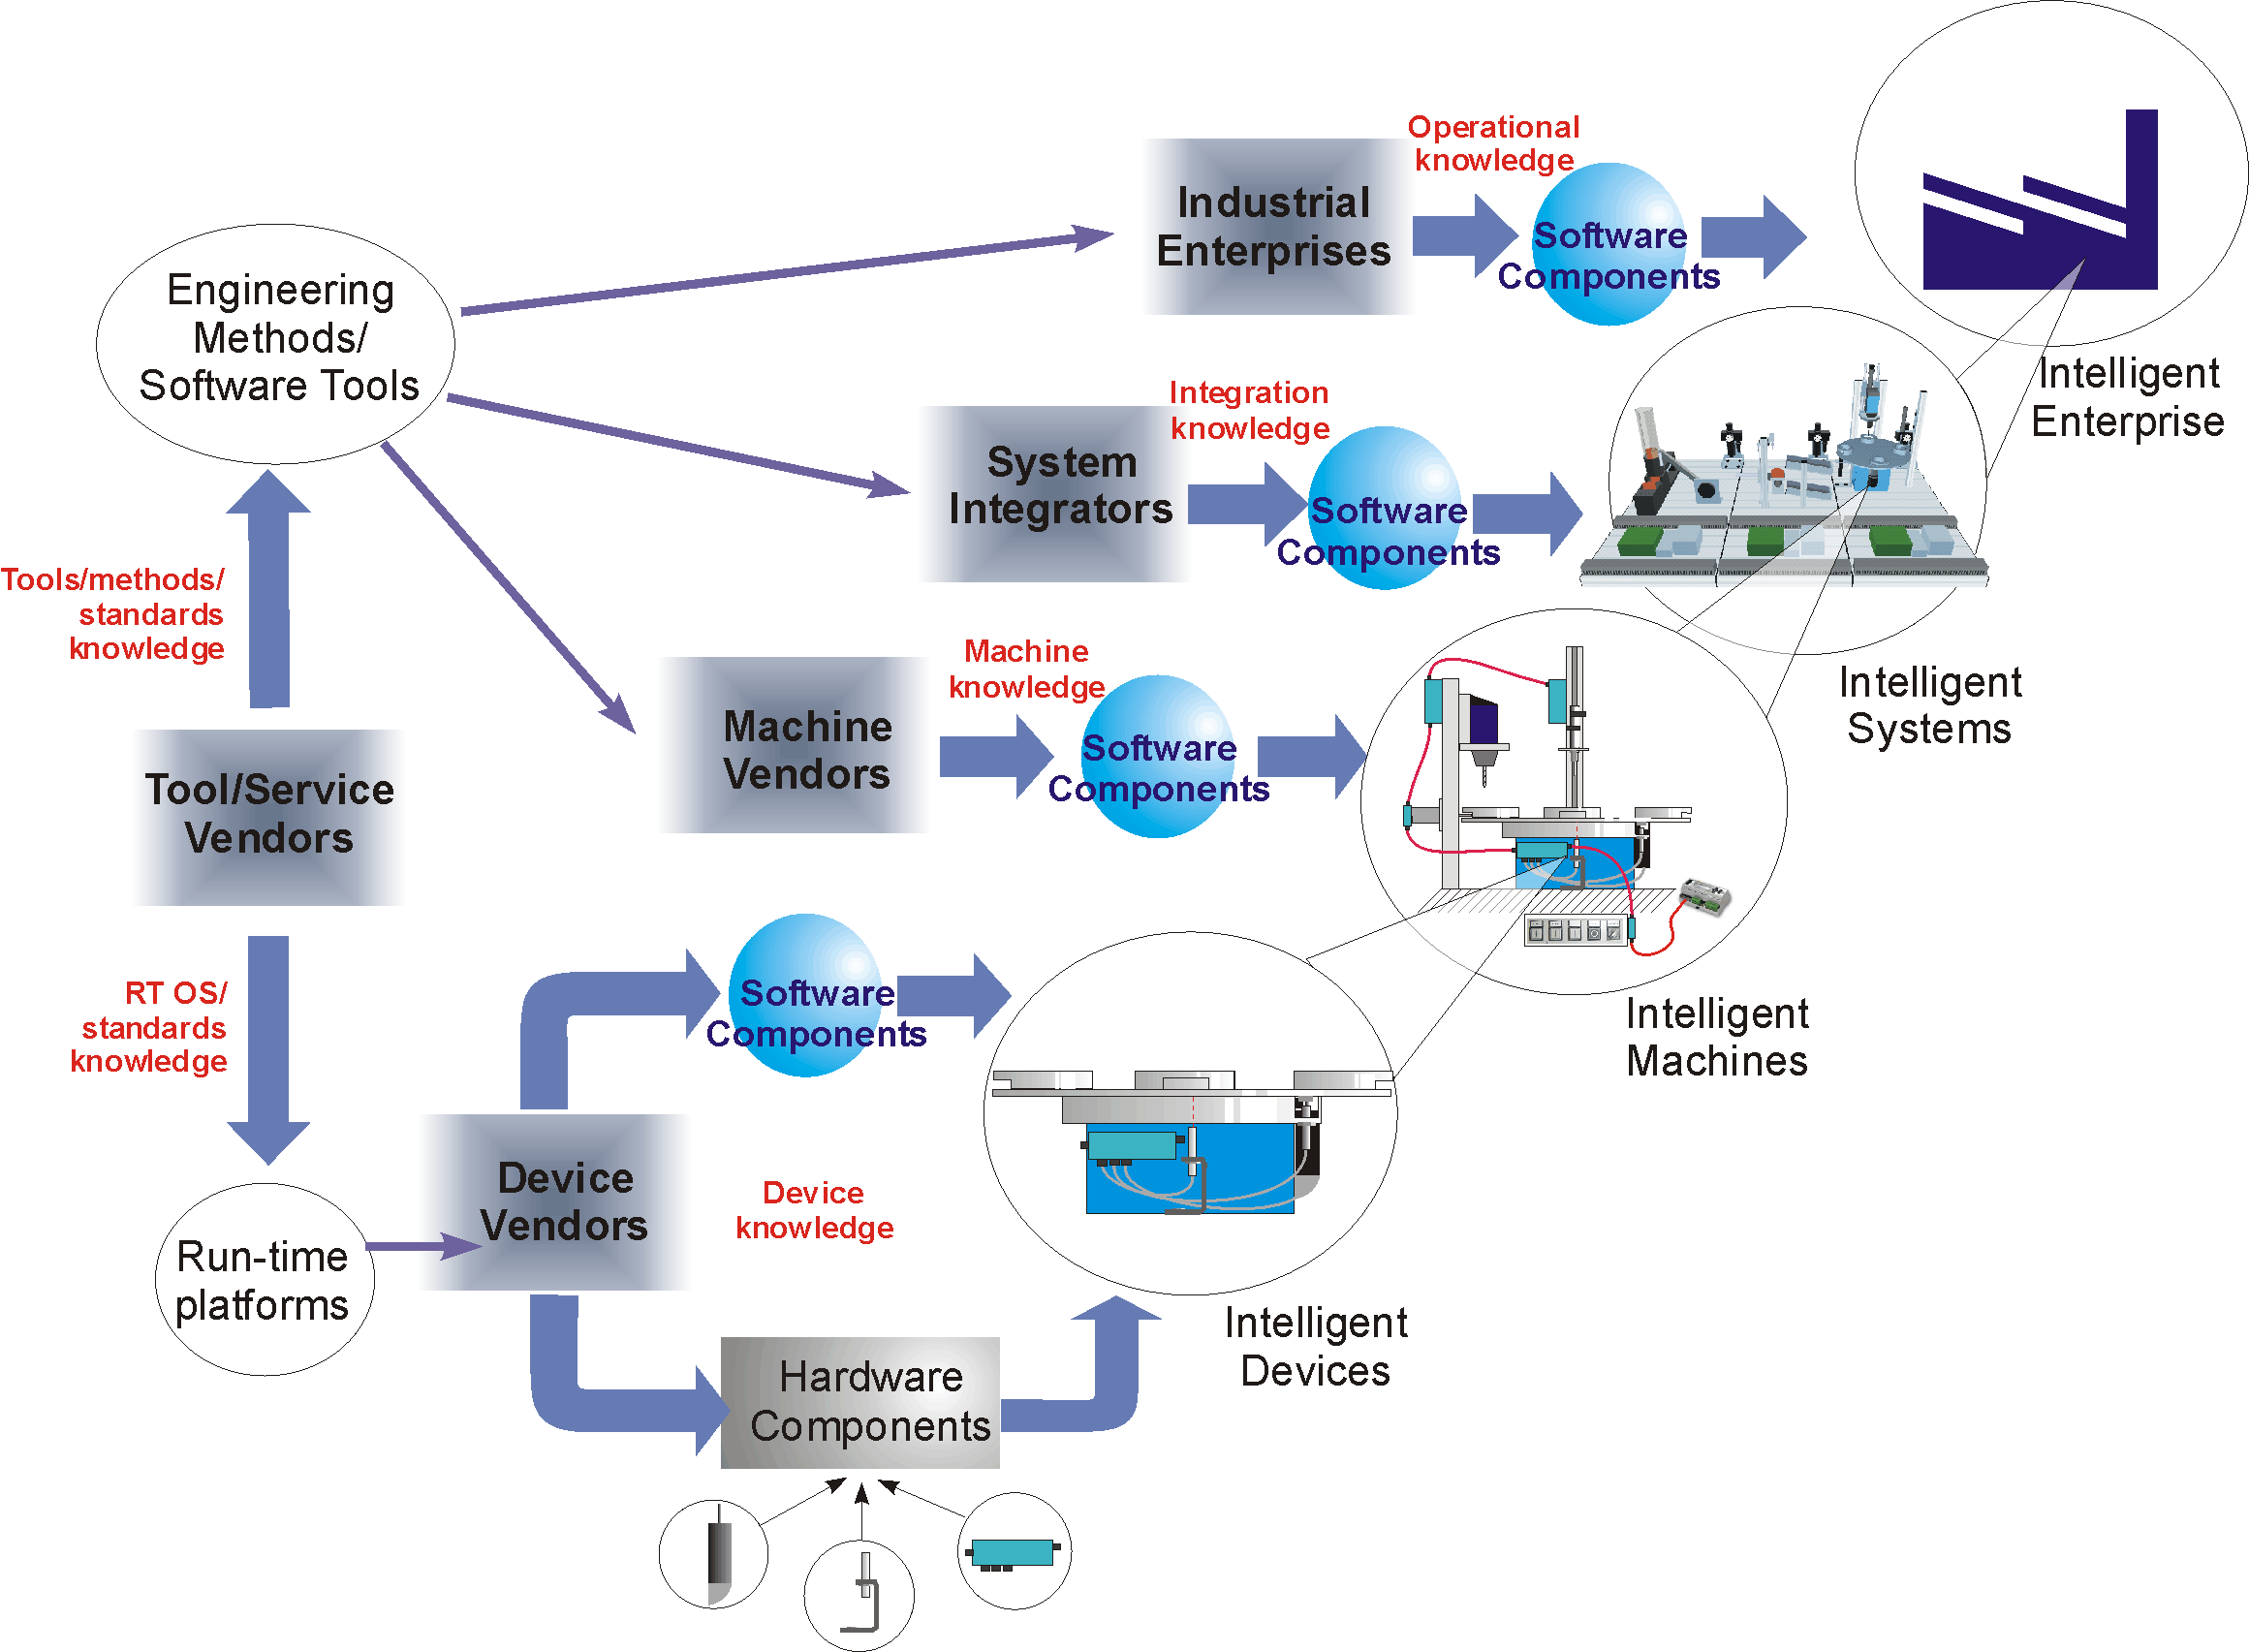 Operational
knowledge
Industrial
Enterprises
Software
Components
Engineering
Methods/
Software Tools
Intelligent
Enterprise
Integration
knowledge
System
Integrators
Software
Components
Tools/methods/
standards
knowledge
Intelligent
Systems
Machine
knowledge
Machine
Vendors
Software
Components
Tool/Service
Vendors
RT OS/
standards
knowledge
Software
Components
Intelligent
Machines
Device
Vendors
Device
knowledge
Run-time
platforms
Intelligent
Devices
Hardware
Components